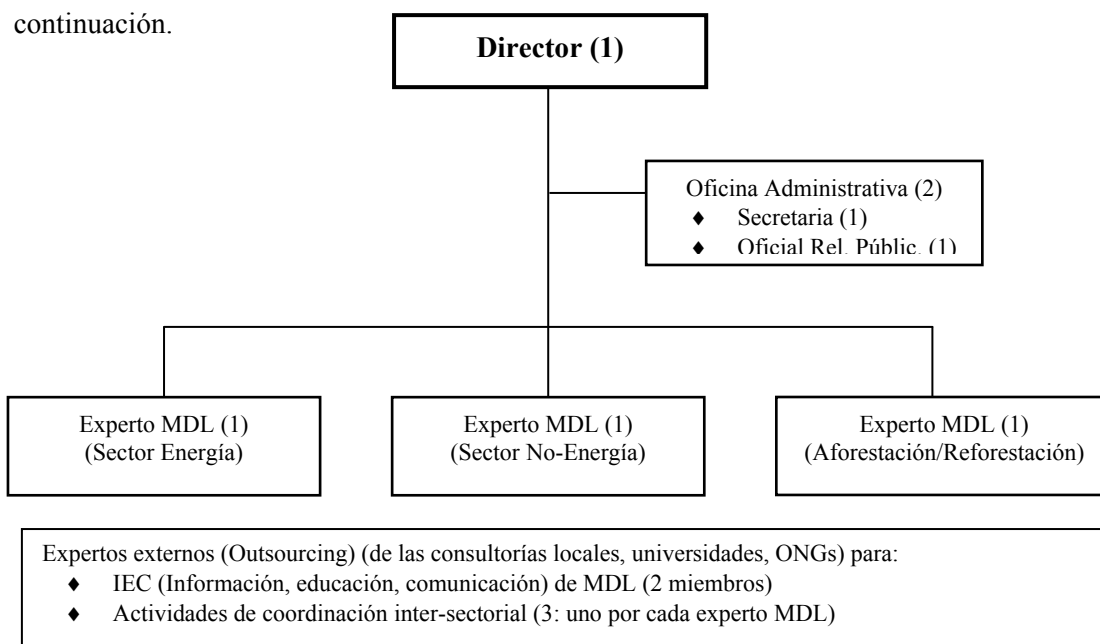 continuación.
Director (1)
Oficina Administrativa (2)
♦ Secretaria (1)
♦ Oficial Rel. Públic. (1)
Experto MDL (1)
(Sector Energía)
Experto MDL (1)
(Sector No-Energía)
Experto MDL (1)
(Aforestación/Reforestación)
Expertos externos (Outsourcing) (de las consultorías locales, universidades, ONGs) para:
♦ IEC (Información, educación, comunicación) de MDL (2 miembros)
♦ Actividades de coordinación inter-sectorial (3: uno por cada experto MDL)